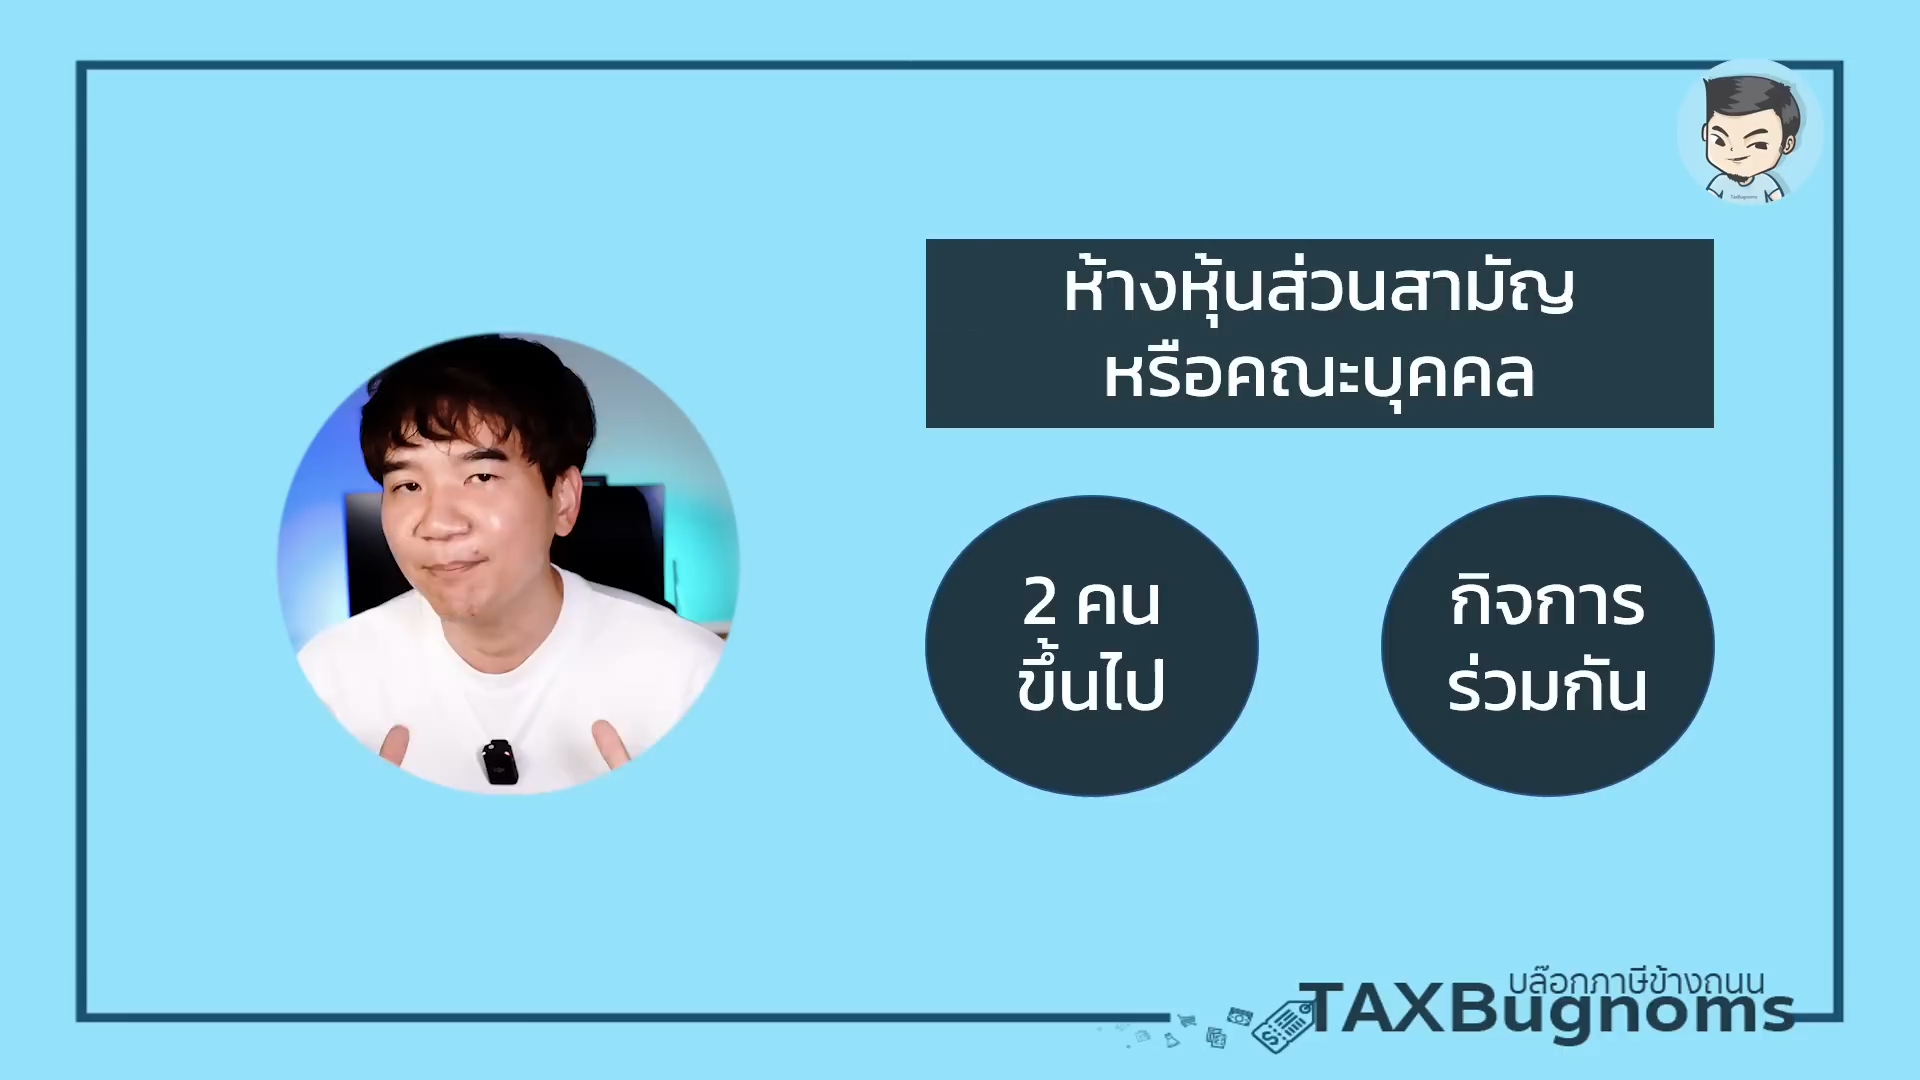 ห้างหุ้นส่วนสามัญ
หรือคณะบุคคล
2 คน
ขึ้นไป
กิจการ
ร่วมกัน
บล๊อกภาษีข้างถนน
TAXBugnoms